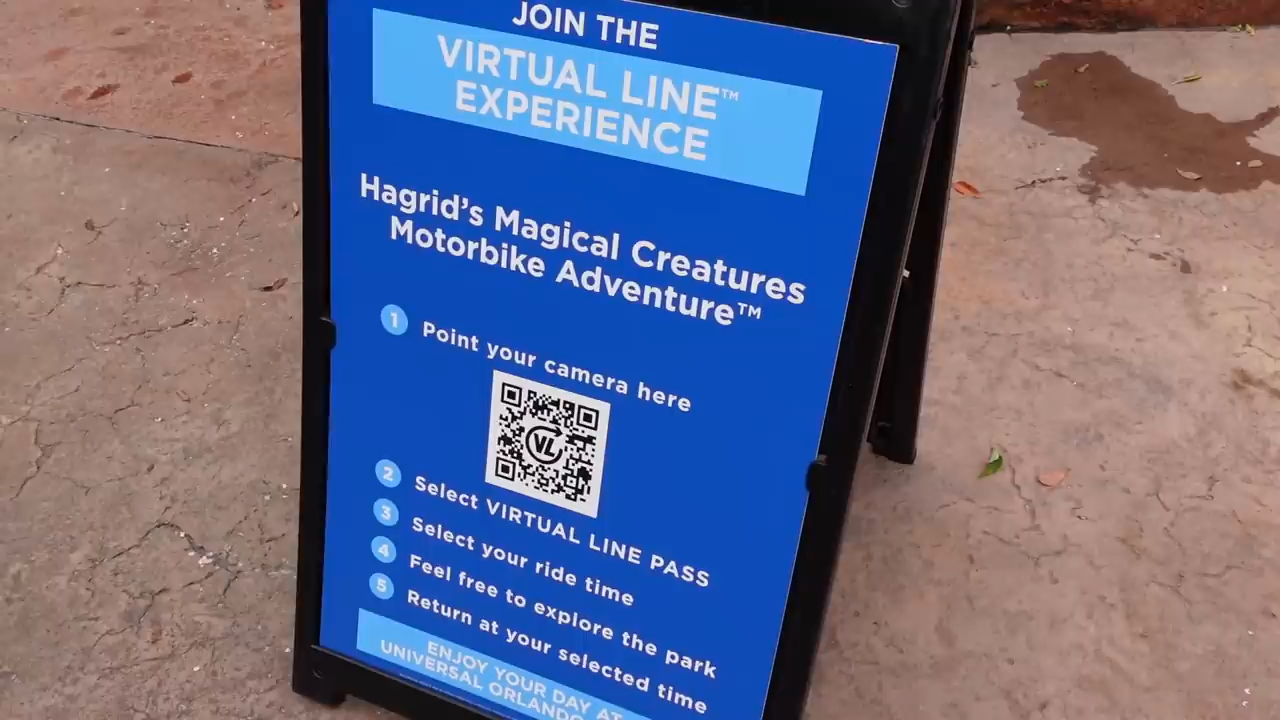 JOIN THE
VIRTUAL LINE™
EXPERIENCE
Hagrid's Magical Creatures
Motorbike Adventure™
1 Point your camera here
VL
2 Select VIRTUAL LINE PASS
3 Select your ride time
4 Feel free to explore the park
5 Return at your selected time
ENJOY YOUR DAY AT
UNIVERSAL ORLANDO